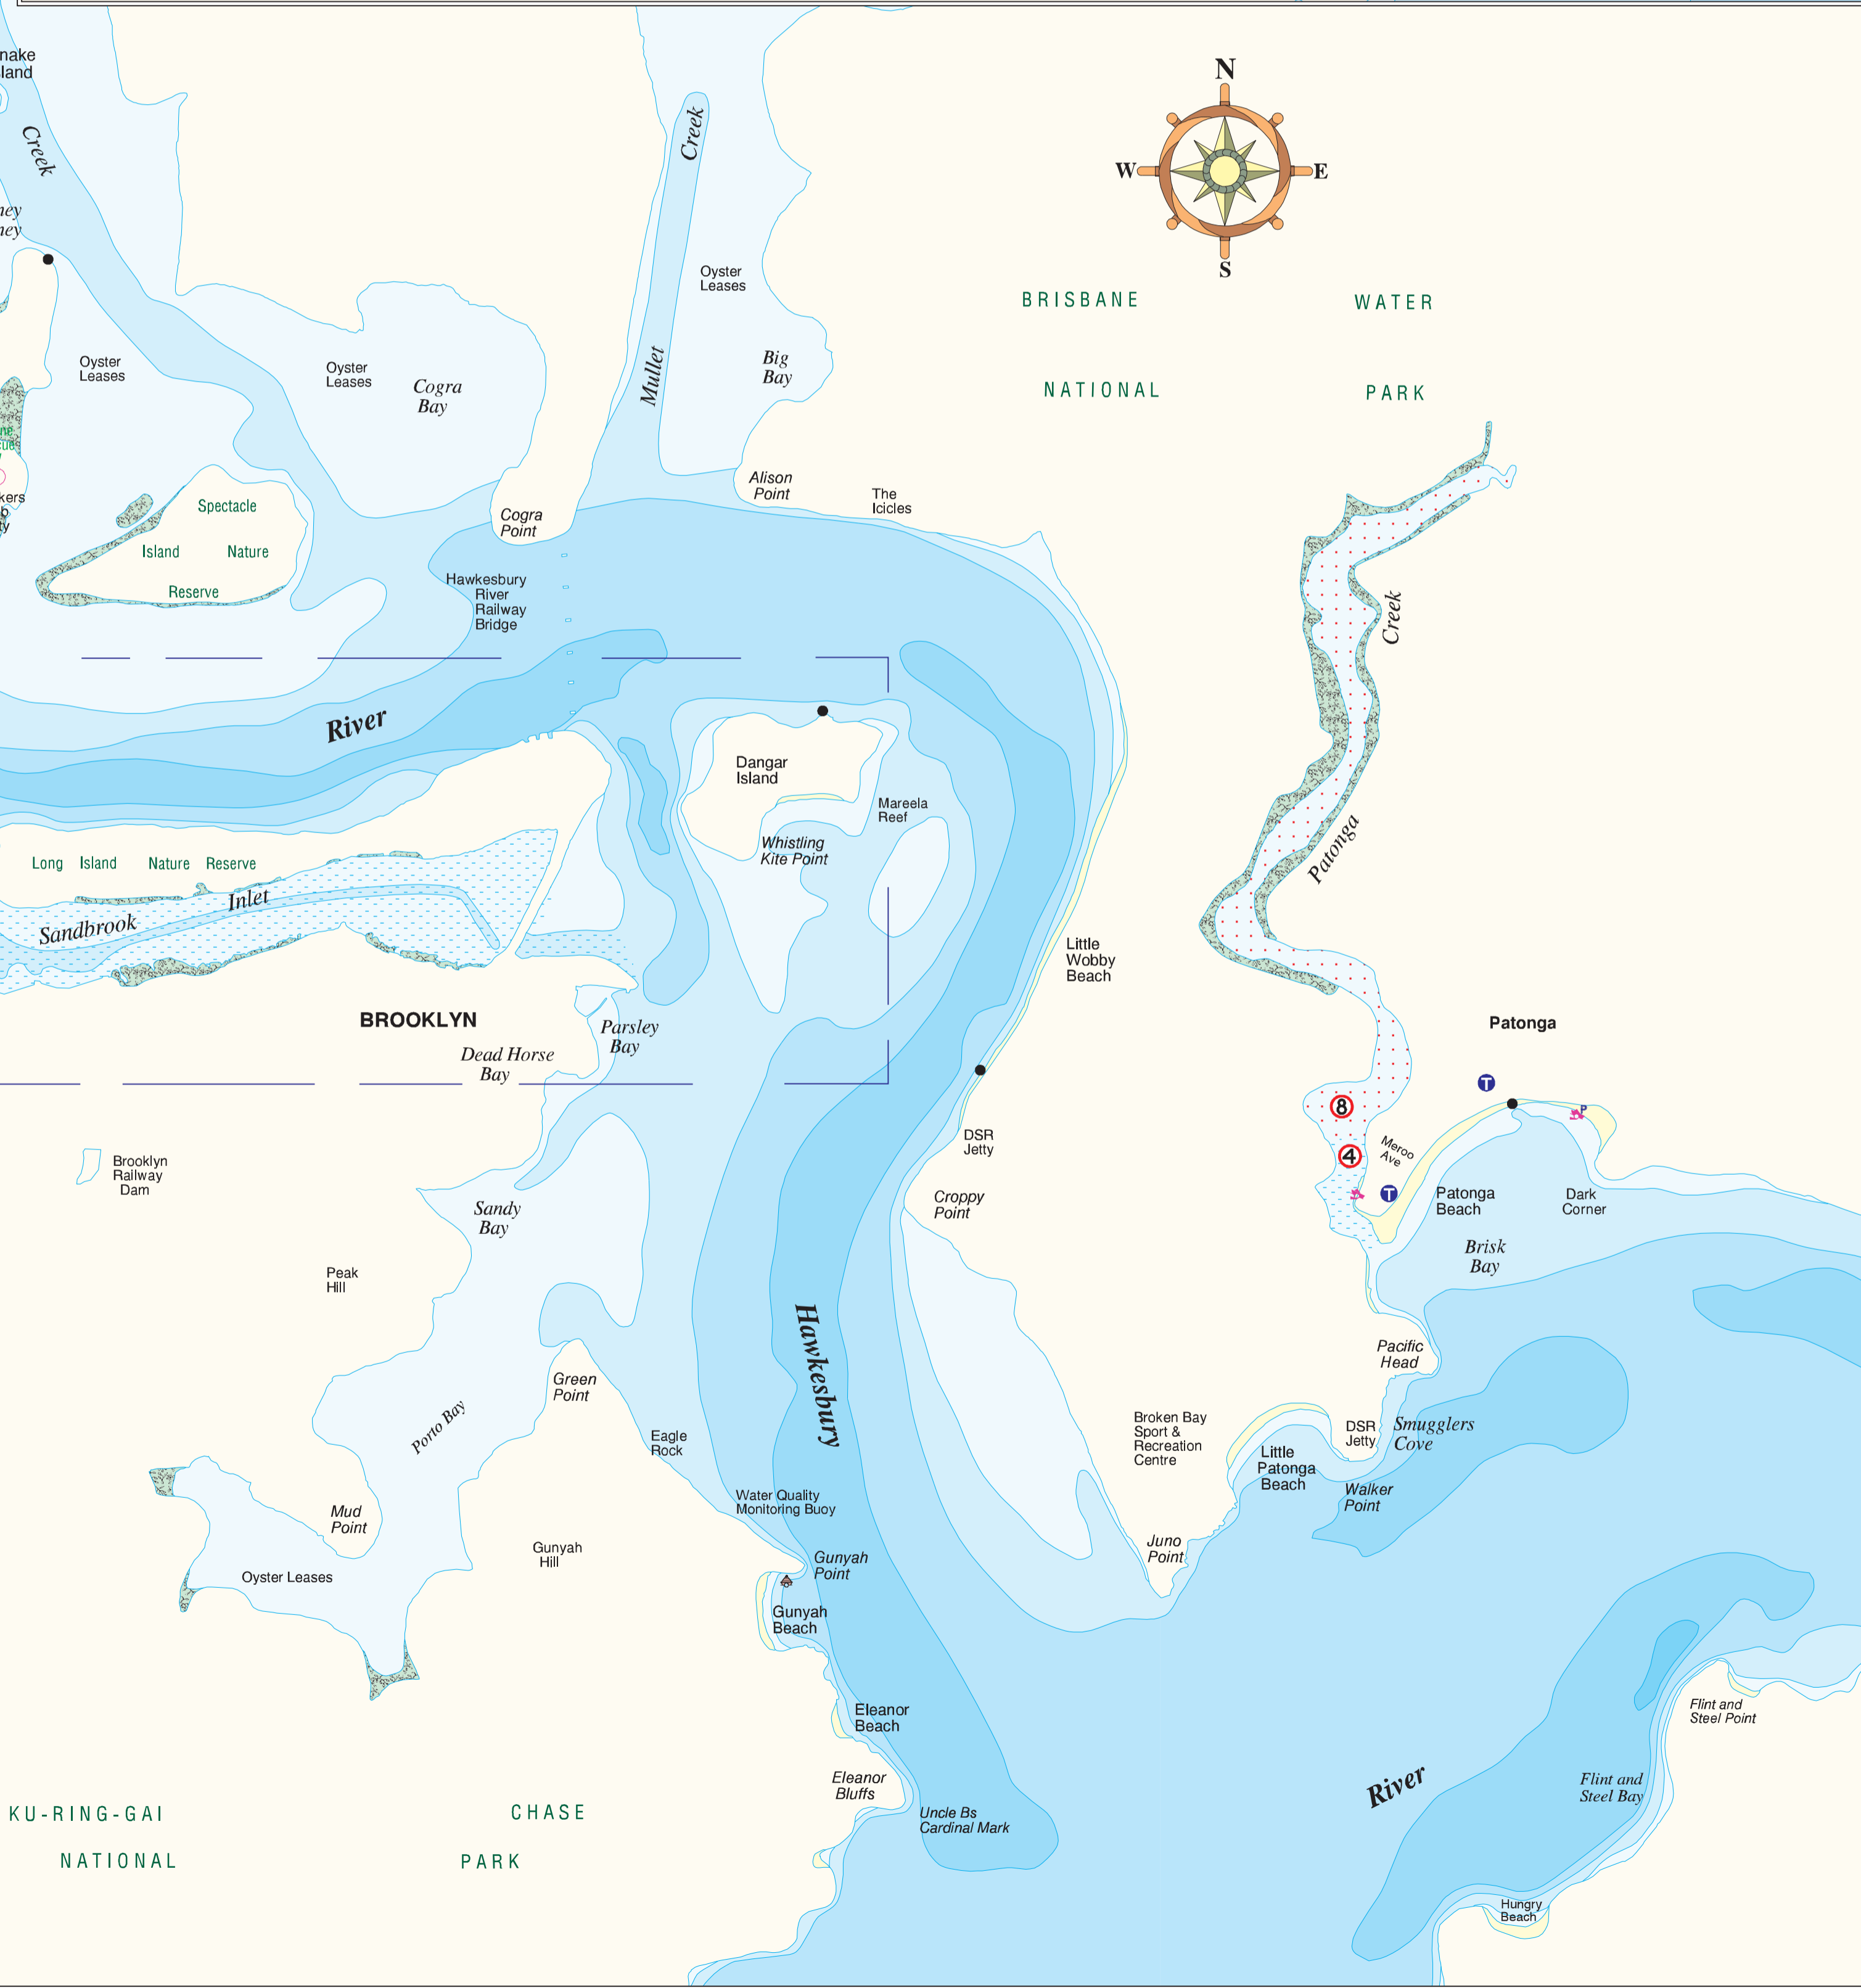 N
W
E
S
Creek
Creek
Mullet
Oyster
Leases
Big
Bay
BRISBANE WATER
NATIONAL PARK
Oyster
Leases
Oyster
Leases
Cogra
Bay
Alison
Point
The
Icicles
Cogra
Point
Spectacle
Island Nature
Reserve
Hawkesbury
River
Railway
Bridge
River
Creek
Patonga
Dangar
Island
Mareela
Reef
Whistling
Kite Point
Long Island Nature Reserve
Sandbrook Inlet
Little
Wobby
Beach
BROOKLYN
Parsley
Bay
Dead Horse
Bay
Patonga
T
P
8
4
Meroo
Ave
T
DSR
Jetty
Brooklyn
Railway
Dam
Croppy
Point
Patonga
Beach
Dark
Corner
Brisk
Bay
Sandy
Bay
Peak
Hill
Hawkesbury
Pacific
Head
Green
Point
Porto Bay
Eagle
Rock
Broken Bay
Sport &
Recreation
Centre
DSR
Jetty
Smugglers
Cove
Little
Patonga
Beach
Walker
Point
Water Quality
Monitoring Buoy
Mud
Point
Gunyah
Hill
Juno
Point
Gunyah
Point
Oyster Leases
Gunyah
Beach
Eleanor
Beach
Flint and
Steel Point
Eleanor
Bluffs
River
Flint and
Steel Bay
Uncle Bs
Cardinal Mark
KU-RING-GAI CHASE
NATIONAL PARK
Hungry
Beach